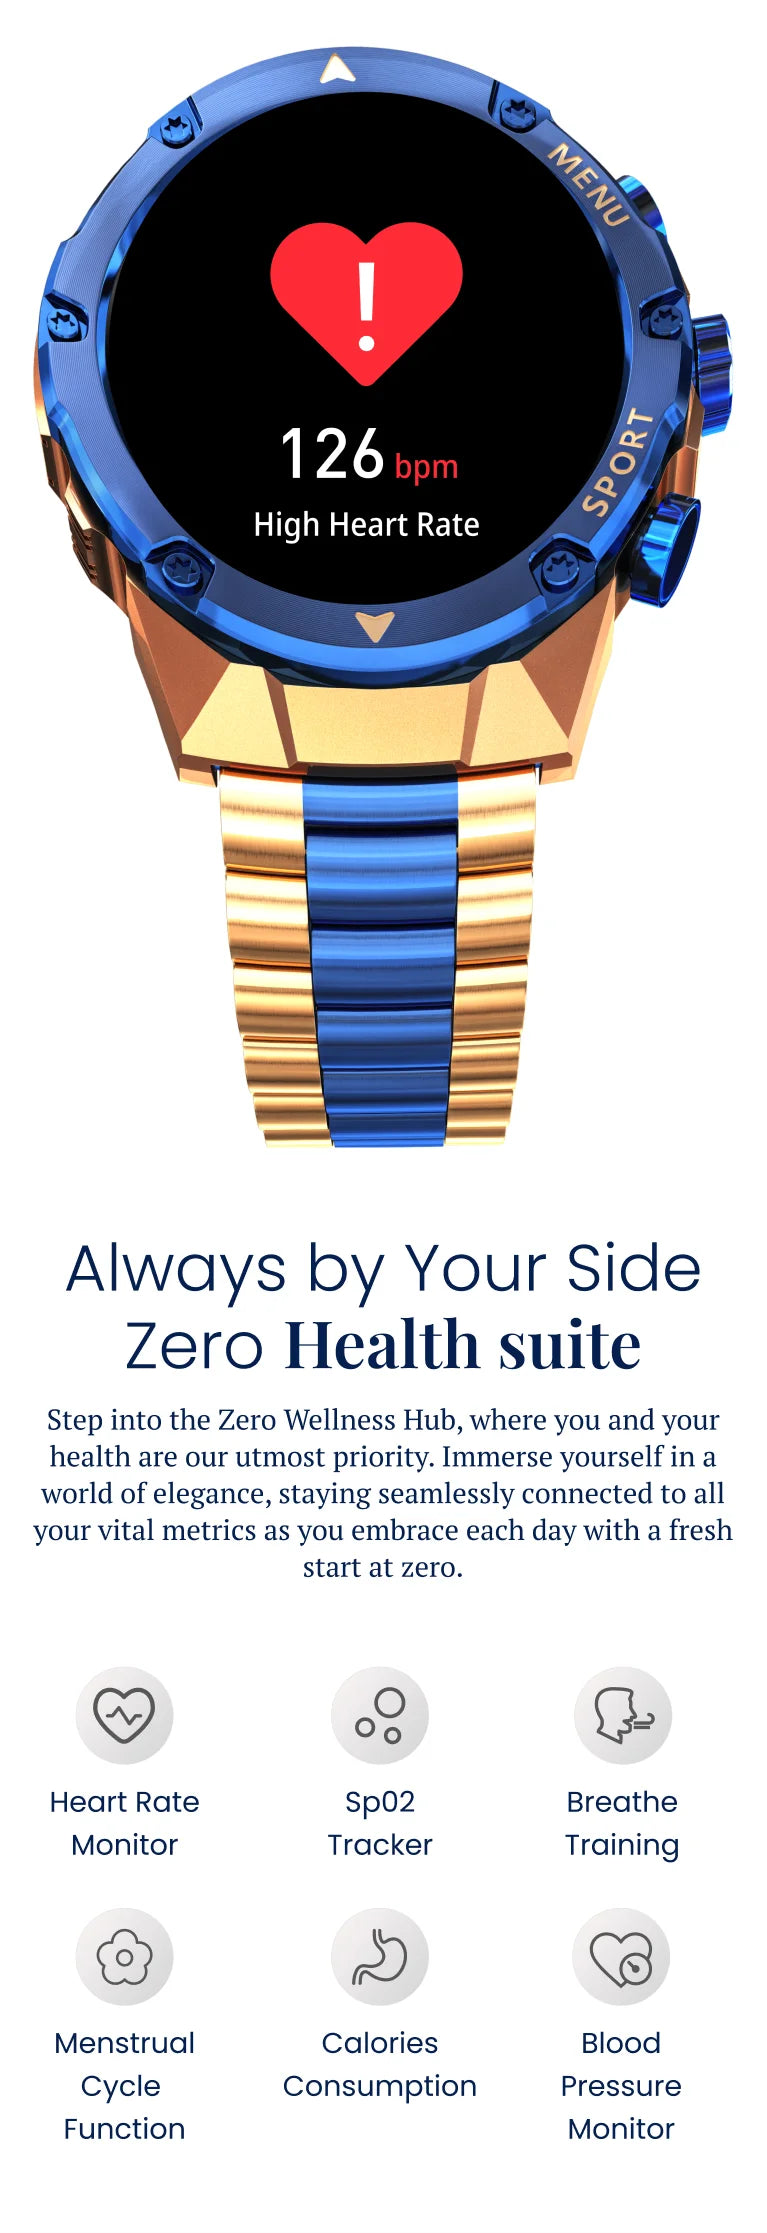 MENU
SPORT
!
126 bpm
High Heart Rate
Always by Your Side
Zero Health suite
Step into the Zero Wellness Hub, where you and your
health are our utmost priority. Immerse yourself in a
world of elegance, staying seamlessly connected to all
your vital metrics as you embrace each day with a fresh
start at zero.
Heart Rate
Monitor
Sp02
Tracker
Breathe
Training
Menstrual
Cycle
Function
Calories
Consumption
Blood
Pressure
Monitor